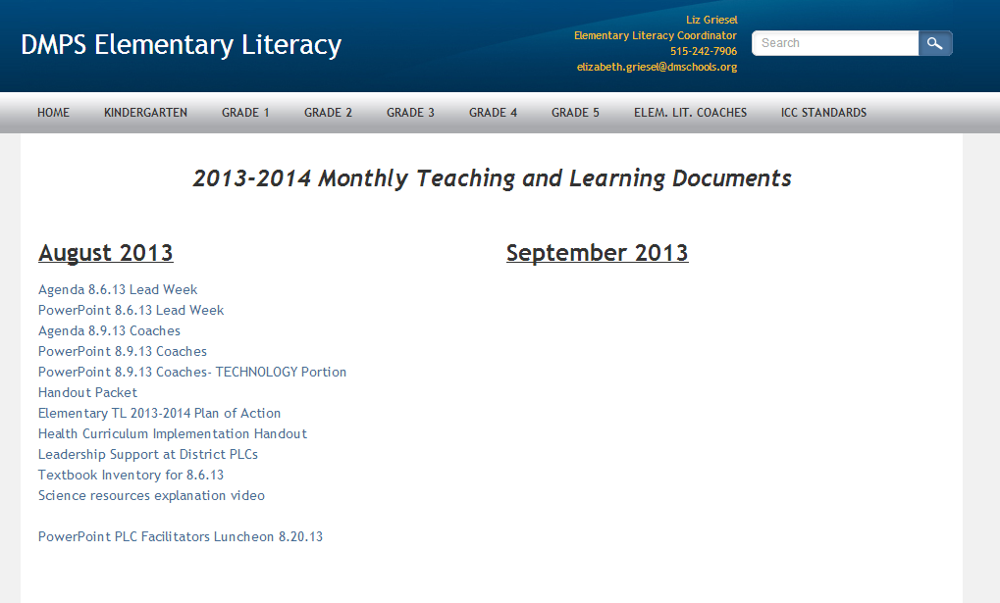 DMPS Elementary Literacy
Liz Griesel
Elementary Literacy Coordinator
515-242-7906
elizabeth.griesel@dmschools.org
Search
HOME KINDERGARTEN GRADE 1 GRADE 2 GRADE 3 GRADE 4 GRADE 5 ELEM. LIT. COACHES ICC STANDARDS
2013-2014 Monthly Teaching and Learning Documents
August 2013
Agenda 8.6.13 Lead Week
PowerPoint 8.6.13 Lead Week
Agenda 8.9.13 Coaches
PowerPoint 8.9.13 Coaches
PowerPoint 8.9.13 Coaches- TECHNOLOGY Portion
Handout Packet
Elementary TL 2013-2014 Plan of Action
Health Curriculum Implementation Handout
Leadership Support at District PLCs
Textbook Inventory for 8.6.13
Science resources explanation video
PowerPoint PLC Facilitators Luncheon 8.20.13
September 2013